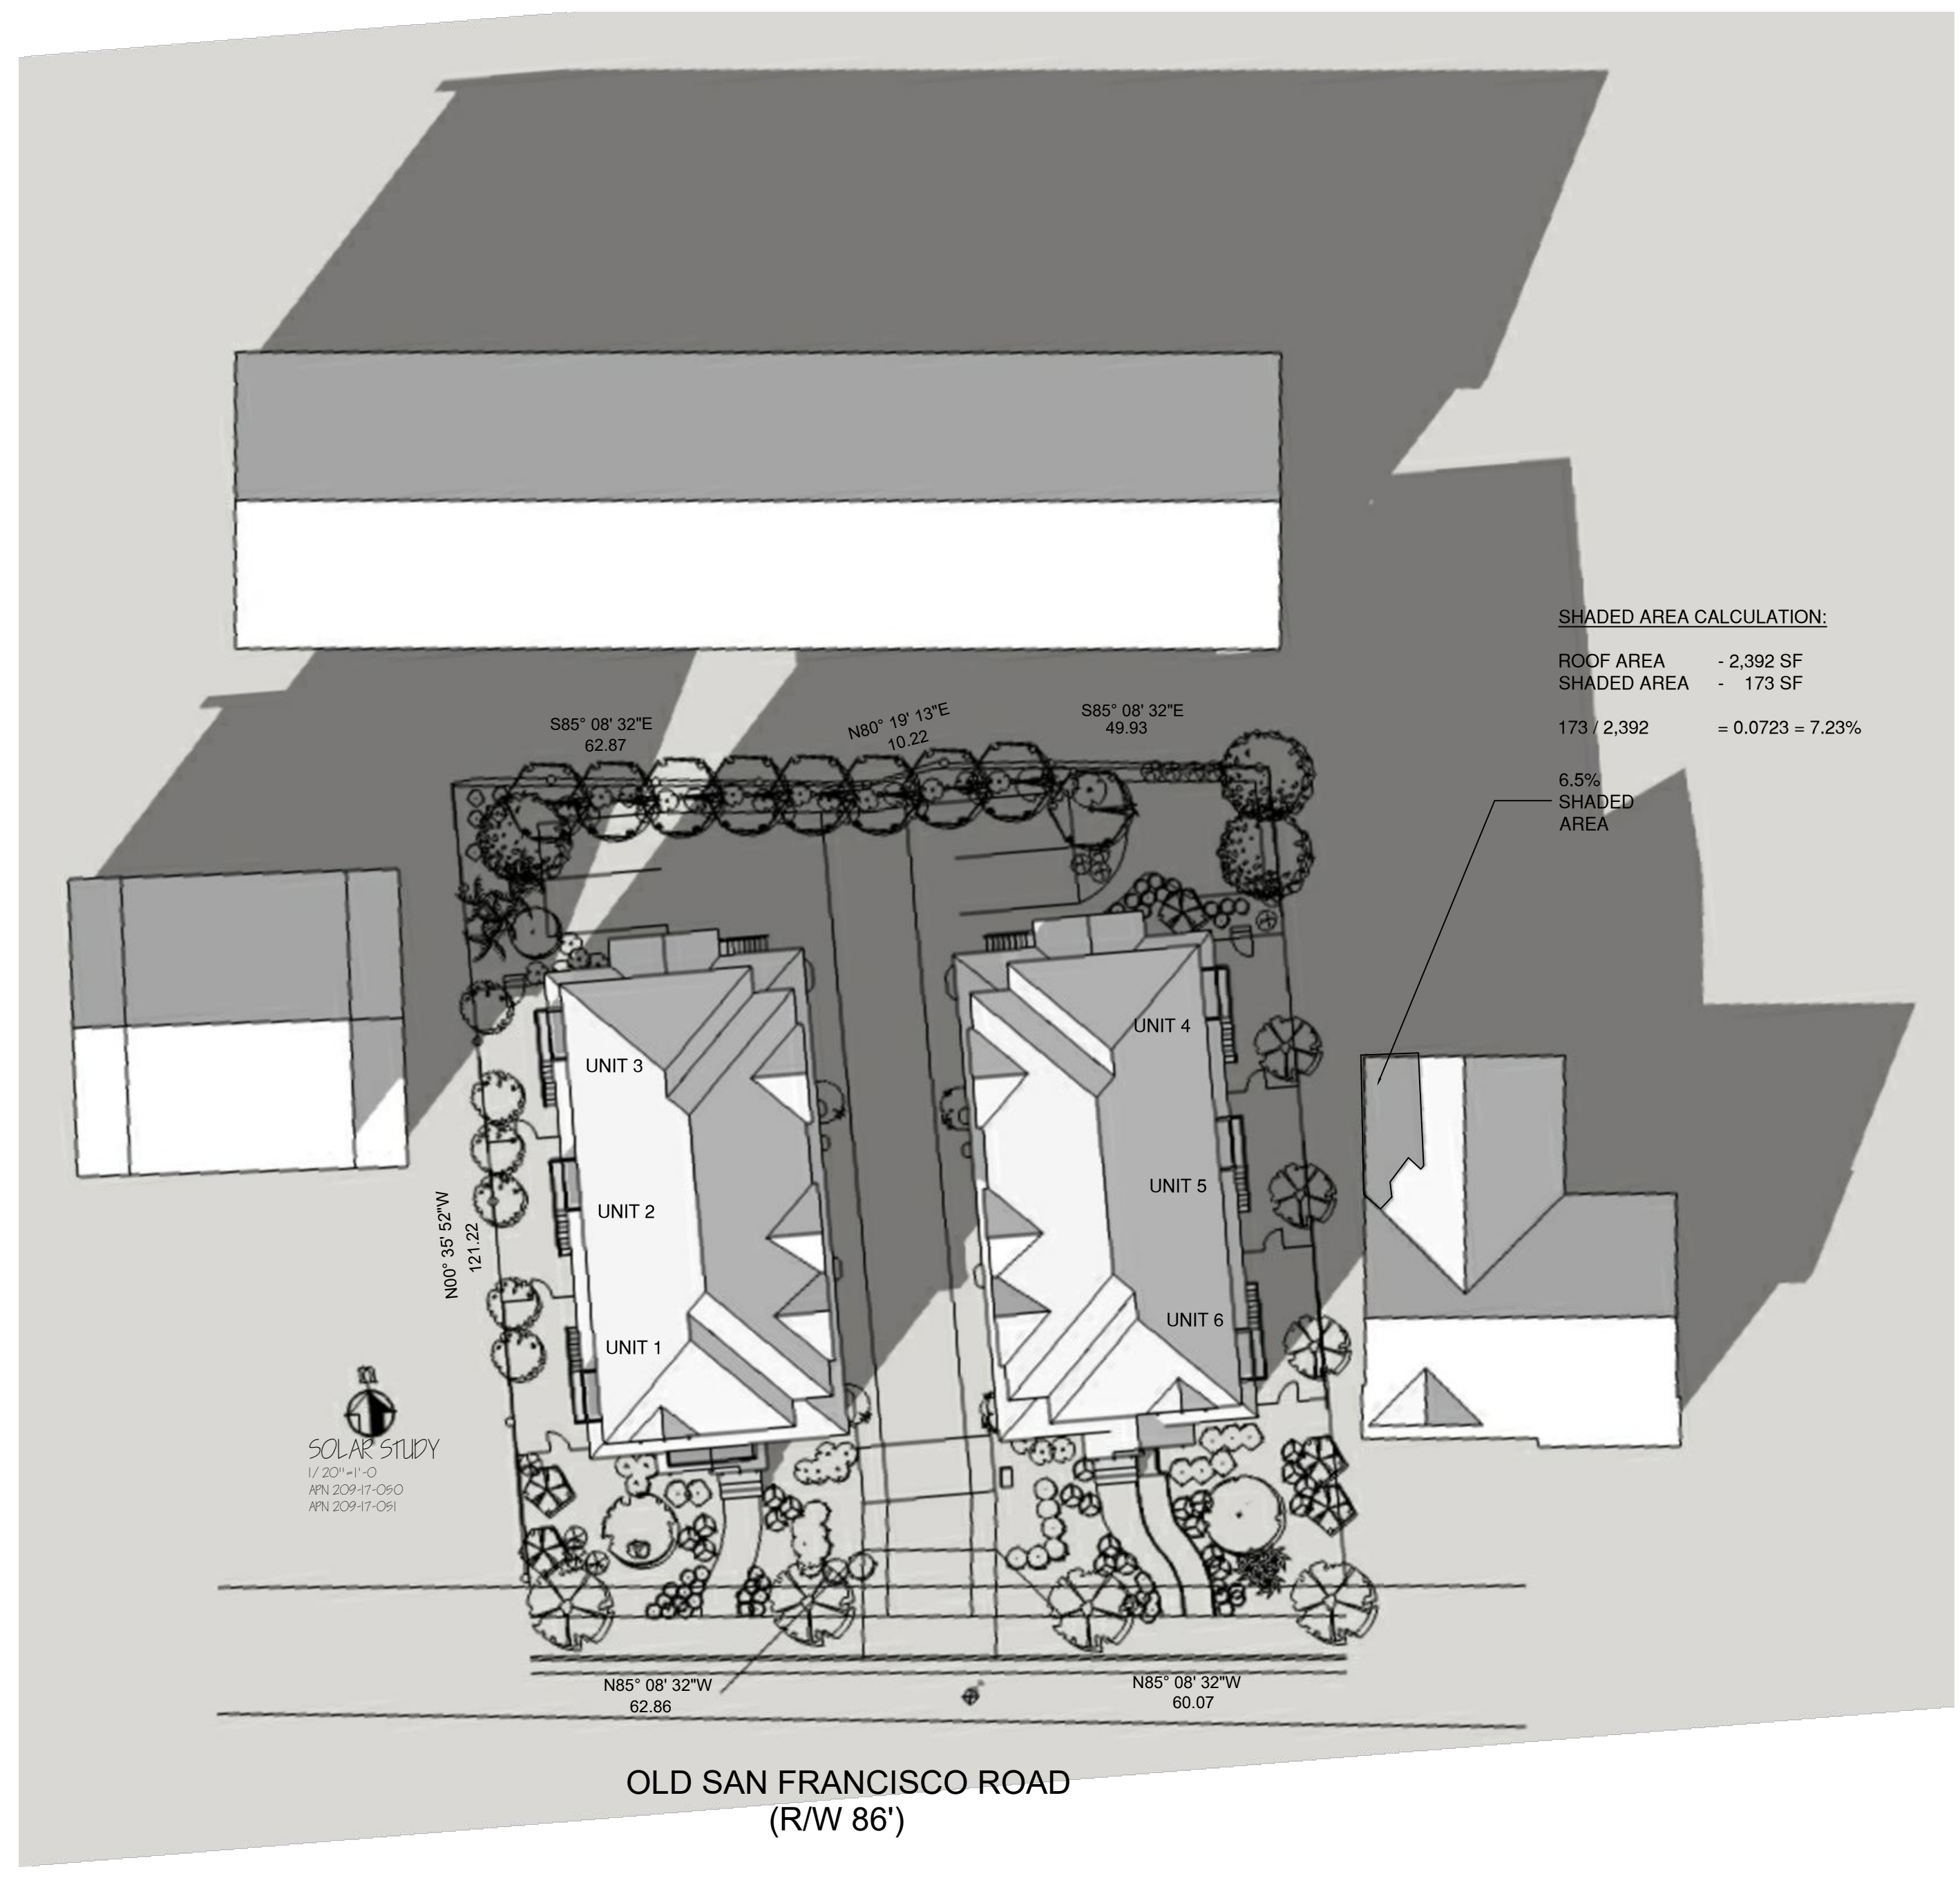 SHADED AREA CALCULATION:
ROOF AREA - 2,392 SF
SHADED AREA - 173 SF
173 / 2,392 = 0.0723 = 7.23%
6.5%
SHADED
AREA
S85° 08' 32"E
62.87
N80° 19' 13"E
10.22
S85° 08' 32"E
49.93
UNIT 3
UNIT 4
UNIT 2
UNIT 5
UNIT 1
UNIT 6
N00° 35' 52"W
121.22
n
SOLAR STUDY
1/20"=1'-0
APN 209-17-050
APN 209-17-051
N85° 08' 32"W
62.86
N85° 08' 32"W
60.07
OLD SAN FRANCISCO ROAD
(R/W 86')